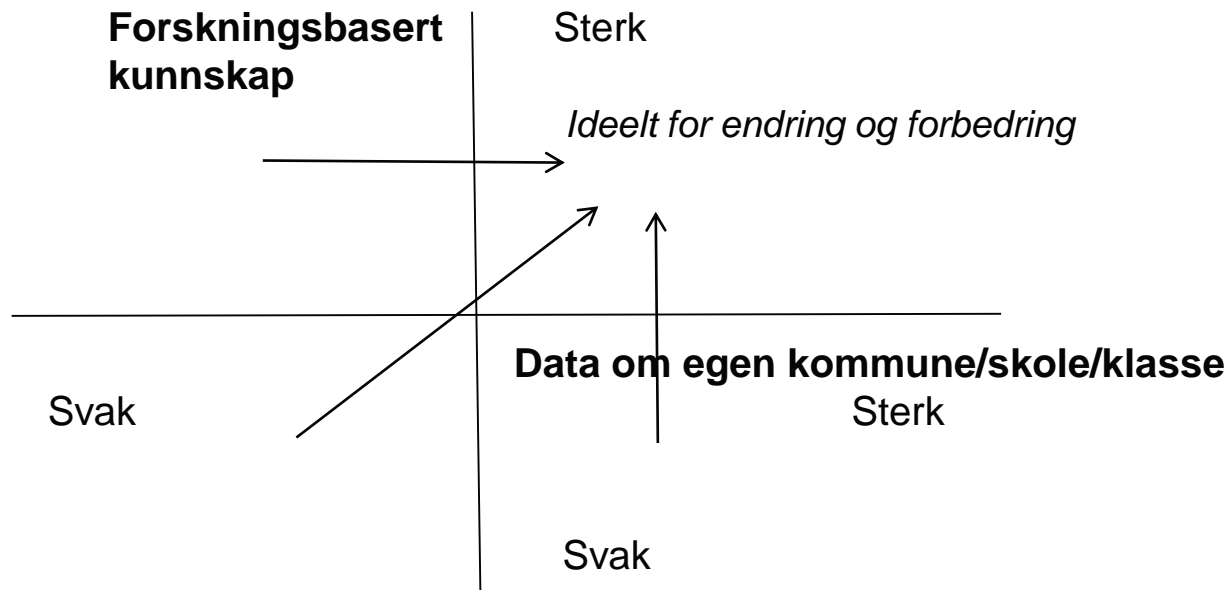 Forskningsbasert
kunnskap
Sterk
Ideelt for endring og forbedring
Data om egen kommune/skole/klasse
Svak
Sterk
Svak